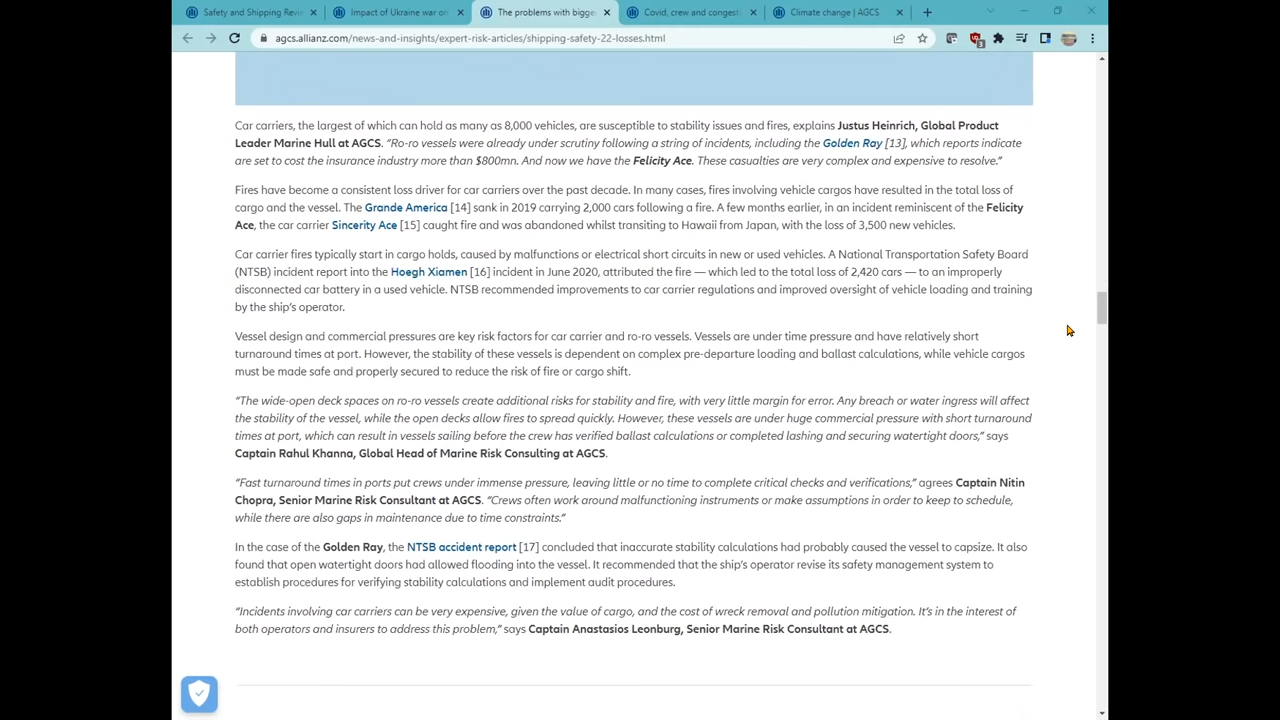 Safety and Shipping Revi
Impact of Ukraine war on
The problems with bigge
Covid, crew and congest
Climate change | AGCS
agcs.allianz.com/news-and-insights/expert-risk-articles/shipping-safety-22-losses.html
3
Car carriers, the largest of which can hold as many as 8,000 vehicles, are susceptible to stability issues and fires, explains Justus Heinrich, Global Product
Leader Marine Hull at AGCS. “Ro-ro vessels were already under scrutiny following a string of incidents, including the Golden Ray [13], which reports indicate
are set to cost the insurance industry more than $800mn. And now we have the Felicity Ace. These casualties are very complex and expensive to resolve.”
Fires have become a consistent loss driver for car carriers over the past decade. In many cases, fires involving vehicle cargos have resulted in the total loss of
cargo and the vessel. The Grande America [14] sank in 2019 carrying 2,000 cars following a fire. A few months earlier, in an incident reminiscent of the Felicity
Ace, the car carrier Sincerity Ace [15] caught fire and was abandoned whilst transiting to Hawaii from Japan, with the loss of 3,500 new vehicles.
Car carrier fires typically start in cargo holds, caused by malfunctions or electrical short circuits in new or used vehicles. A National Transportation Safety Board
(NTSB) incident report into the Hoegh Xiamen [16] incident in June 2020, attributed the fire — which led to the total loss of 2,420 cars — to an improperly
disconnected car battery in a used vehicle. NTSB recommended improvements to car carrier regulations and improved oversight of vehicle loading and training
by the ship’s operator.
Vessel design and commercial pressures are key risk factors for car carrier and ro-ro vessels. Vessels are under time pressure and have relatively short
turnaround times at port. However, the stability of these vessels is dependent on complex pre-departure loading and ballast calculations, while vehicle cargos
must be made safe and properly secured to reduce the risk of fire or cargo shift.
“The wide-open deck spaces on ro-ro vessels create additional risks for stability and fire, with very little margin for error. Any breach or water ingress will affect
the stability of the vessel, while the open decks allow fires to spread quickly. However, these vessels are under huge commercial pressure with short turnaround
times at port, which can result in vessels sailing before the crew has verified ballast calculations or completed lashing and securing watertight doors,” says
Captain Rahul Khanna, Global Head of Marine Risk Consulting at AGCS.
“Fast turnaround times in ports put crews under immense pressure, leaving little or no time to complete critical checks and verifications,” agrees Captain Nitin
Chopra, Senior Marine Risk Consultant at AGCS. “Crews often work around malfunctioning instruments or make assumptions in order to keep to schedule,
while there are also gaps in maintenance due to time constraints.”
In the case of the Golden Ray, the NTSB accident report [17] concluded that inaccurate stability calculations had probably caused the vessel to capsize. It also
found that open watertight doors had allowed flooding into the vessel. It recommended that the ship’s operator revise its safety management system to
establish procedures for verifying stability calculations and implement audit procedures.
“Incidents involving car carriers can be very expensive, given the value of cargo, and the cost of wreck removal and pollution mitigation. It’s in the interest of
both operators and insurers to address this problem,” says Captain Anastasios Leonburg, Senior Marine Risk Consultant at AGCS.